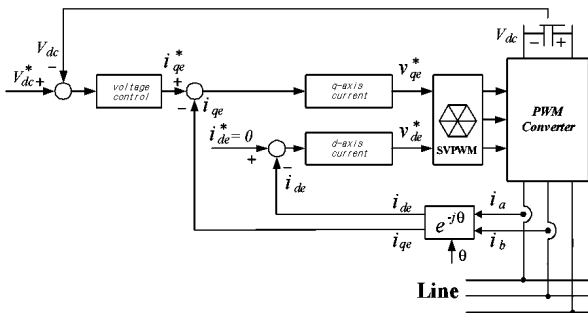 V_dc
V_dc - +
V_dc^* +
-
voltage control
i_qe^* +
-
i_qe
q-axis current
v_qe^*
SVPWM
PWM Converter
i_de^* = 0
+
-
i_de
d-axis current
v_de^*
i_de
i_qe
e^-jθ
θ
i_a
i_b
Line